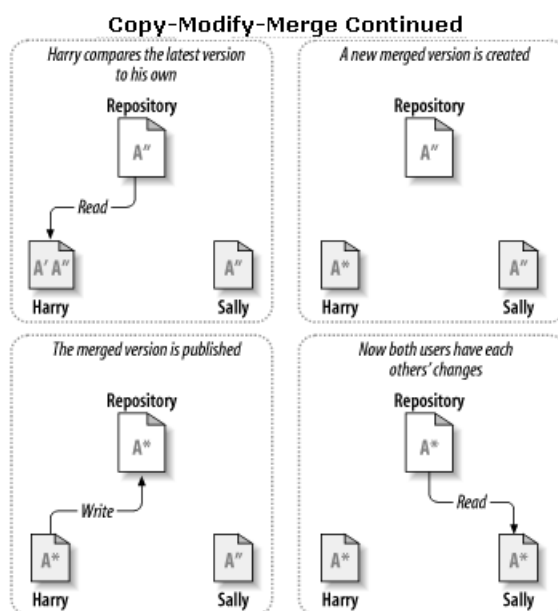 Copy-Modify-Merge Continued
Harry compares the latest version
to his own
Repository
A″
Read
A′ A″
A″
Harry
Sally
A new merged version is created
Repository
A″
A*
A″
Harry
Sally
The merged version is published
Repository
A*
Write
A*
A″
Harry
Sally
Now both users have each
others' changes
Repository
A*
Read
A*
A*
Harry
Sally